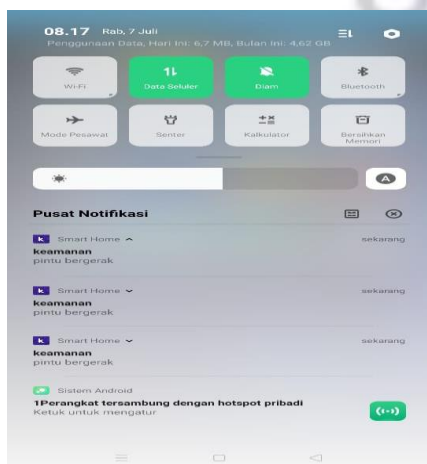 08.17 Rab, 7 Juli
Penggunaan Data, Hari Ini: 6,7 MB, Bulan Ini: 4,62 GB
Wi-Fi
Data Seluler
Diam
Bluetooth
Mode Pesawat
Senter
Kalkulator
Bersihkan
Memori
A
Pusat Notifikasi
k Smart Home sekarang
keamanan
pintu bergerak
k Smart Home sekarang
keamanan
pintu bergerak
k Smart Home sekarang
keamanan
pintu bergerak
Sistem Android
1Perangkat tersambung dengan hotspot pribadi
Ketuk untuk mengatur